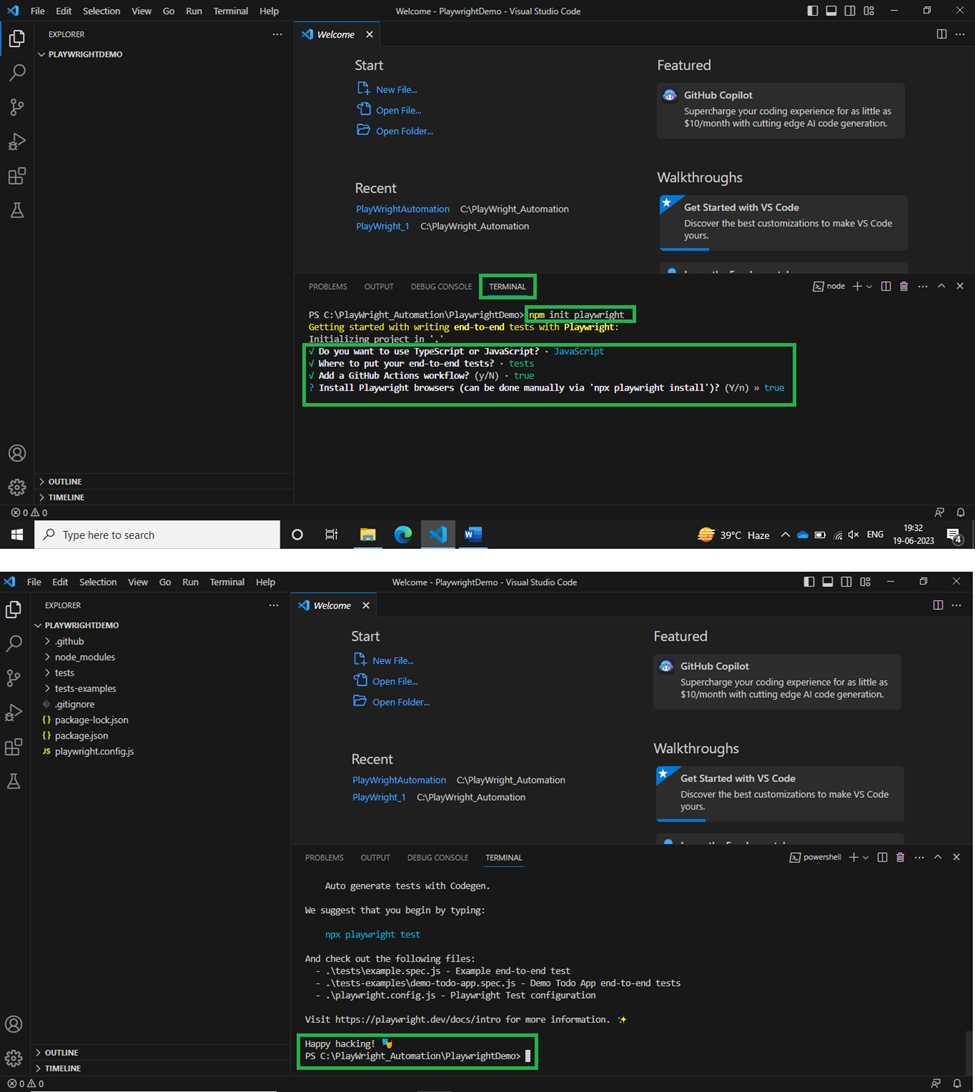 File Edit Selection View Go Run Terminal Help Welcome - PlaywrightDemo - Visual Studio Code
EXPLORER
PLAYWRIGHTDEMO
OUTLINE
TIMELINE
Welcome
Start
New File...
Open File...
Open Folder...
Recent
PlayWrightAutomation C:\PlayWright_Automation
PlayWright_1 C:\PlayWright_Automation
Featured
GitHub Copilot
Supercharge your coding experience for as little as
$10/month with cutting edge AI code generation.
Walkthroughs
Get Started with VS Code
Discover the best customizations to make VS Code
yours.
PROBLEMS OUTPUT DEBUG CONSOLE TERMINAL node
PS C:\PlayWright_Automation\PlaywrightDemo> npm init playwright
Getting started with writing end-to-end tests with Playwright:
Initializing project in '.'
√ Do you want to use TypeScript or JavaScript? · JavaScript
√ Where to put your end-to-end tests? · tests
√ Add a GitHub Actions workflow? (y/N) · true
? Install Playwright browsers (can be done manually via 'npx playwright install')? (Y/n) » true
0 0
Type here to search
39°C Haze ENG
19:32
19-06-2023
4
File Edit Selection View Go Run Terminal Help Welcome - PlaywrightDemo - Visual Studio Code
EXPLORER
PLAYWRIGHTDEMO
.github
node_modules
tests
tests-examples
.gitignore
{} package-lock.json
{} package.json
JS playwright.config.js
OUTLINE
TIMELINE
Welcome
Start
New File...
Open File...
Open Folder...
Recent
PlayWrightAutomation C:\PlayWright_Automation
PlayWright_1 C:\PlayWright_Automation
Featured
GitHub Copilot
Supercharge your coding experience for as little as
$10/month with cutting edge AI code generation.
Walkthroughs
Get Started with VS Code
Discover the best customizations to make VS Code
yours.
PROBLEMS OUTPUT DEBUG CONSOLE TERMINAL powershell
Auto generate tests with Codegen.
We suggest that you begin by typing:
npx playwright test
And check out the following files:
- .\tests\example.spec.js - Example end-to-end test
- .\tests-examples\demo-todo-app.spec.js - Demo Todo App end-to-end tests
- .\playwright.config.js - Playwright Test configuration
Visit https://playwright.dev/docs/intro for more information. ✨
Happy hacking! 🎭
PS C:\PlayWright_Automation\PlaywrightDemo>
0 0